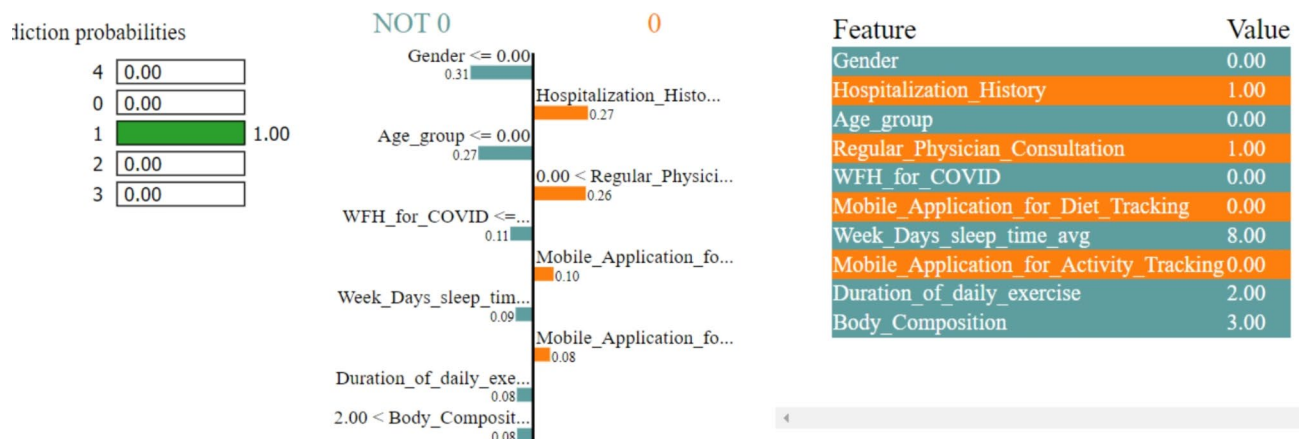 diction probabilities
4 0.00
0 0.00
1 1.00
2 0.00
3 0.00
NOT 0
0
Gender <= 0.00
0.31
Hospitalization_Histo...
0.27
Age_group <= 0.00
0.27
0.00 < Regular_Physici...
0.26
WFH_for_COVID <=...
0.11
Mobile_Application_fo...
0.10
Week_Days_sleep_tim...
0.09
Mobile_Application_fo...
0.08
Duration_of_daily_exe...
0.08
2.00 < Body_Composit...
0.08
Feature Value
Gender 0.00
Hospitalization_History 1.00
Age_group 0.00
Regular_Physician_Consultation 1.00
WFH_for_COVID 0.00
Mobile_Application_for_Diet_Tracking 0.00
Week_Days_sleep_time_avg 8.00
Mobile_Application_for_Activity_Tracking 0.00
Duration_of_daily_exercise 2.00
Body_Composition 3.00